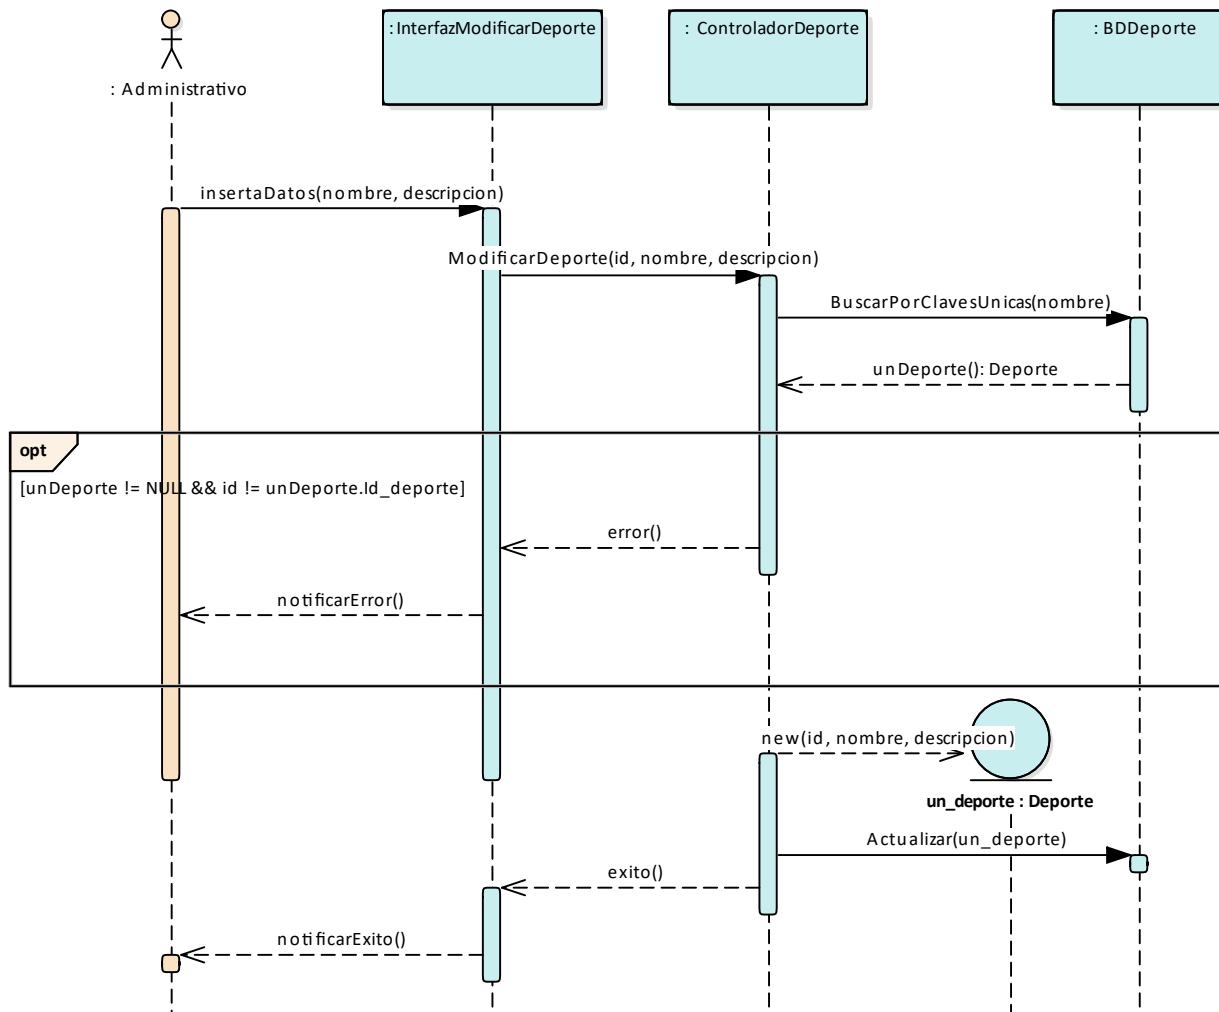 : InterfazModificarDeporte
: ControladorDeporte
: BDDeporte
: Administrativo
insertaDatos(nombre, descripcion)
ModificarDeporte(id, nombre, descripcion)
BuscarPorClavesUnicas(nombre)
unDeporte(): Deporte
opt
[unDeporte != NULL && id != unDeporte.Id_deporte]
error()
notificarError()
new(id, nombre, descripcion)
un_deporte : Deporte
Actualizar(un_deporte)
exito()
notificarExito()